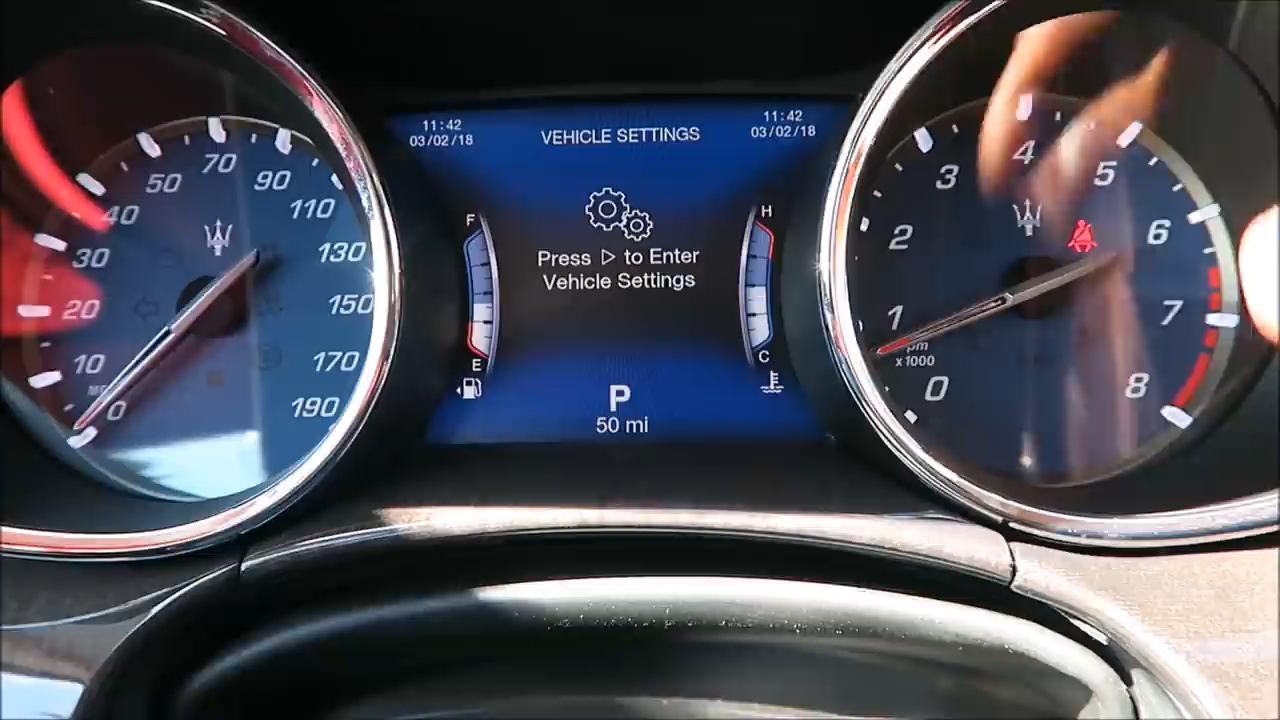 11:42
03/02/18
VEHICLE SETTINGS
11:42
03/02/18
Press ▷ to Enter
Vehicle Settings
F
E
H
C
P
50 mi
0
10
20
30
40
50
70
90
110
130
150
170
190
0
1
2
3
4
5
6
7
8
x1000